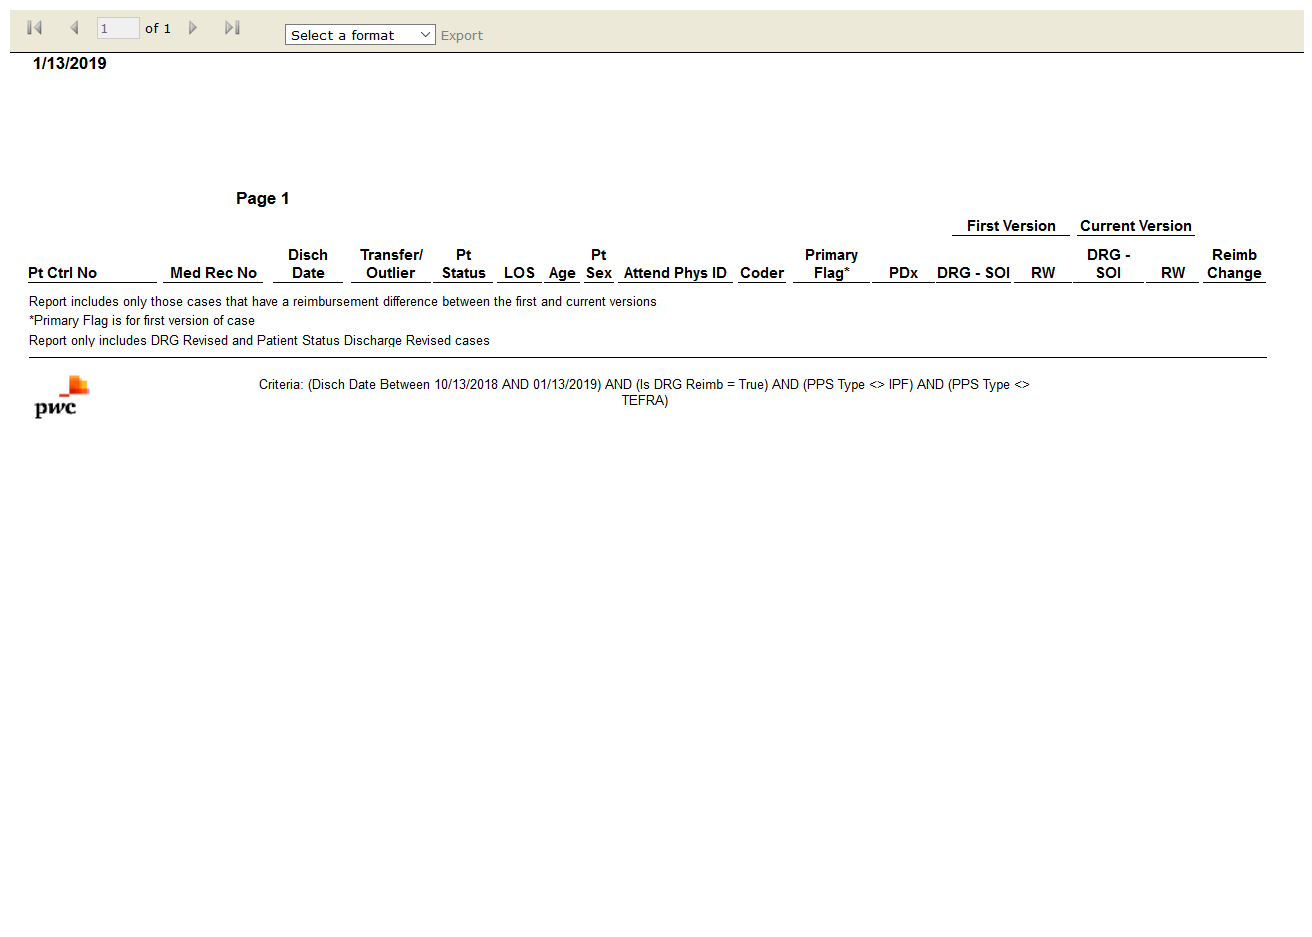 1 of 1 Select a format Export
1/13/2019
Page 1
First Version Current Version
Disch Transfer/ Pt Pt Primary DRG - Reimb
Pt Ctrl No Med Rec No Date Outlier Status LOS Age Sex Attend Phys ID Coder Flag* PDx DRG - SOI RW SOI RW Change
Report includes only those cases that have a reimbursement difference between the first and current versions
*Primary Flag is for first version of case
Report only includes DRG Revised and Patient Status Discharge Revised cases
pwc
Criteria: (Disch Date Between 10/13/2018 AND 01/13/2019) AND (Is DRG Reimb = True) AND (PPS Type <> IPF) AND (PPS Type <>
TEFRA)